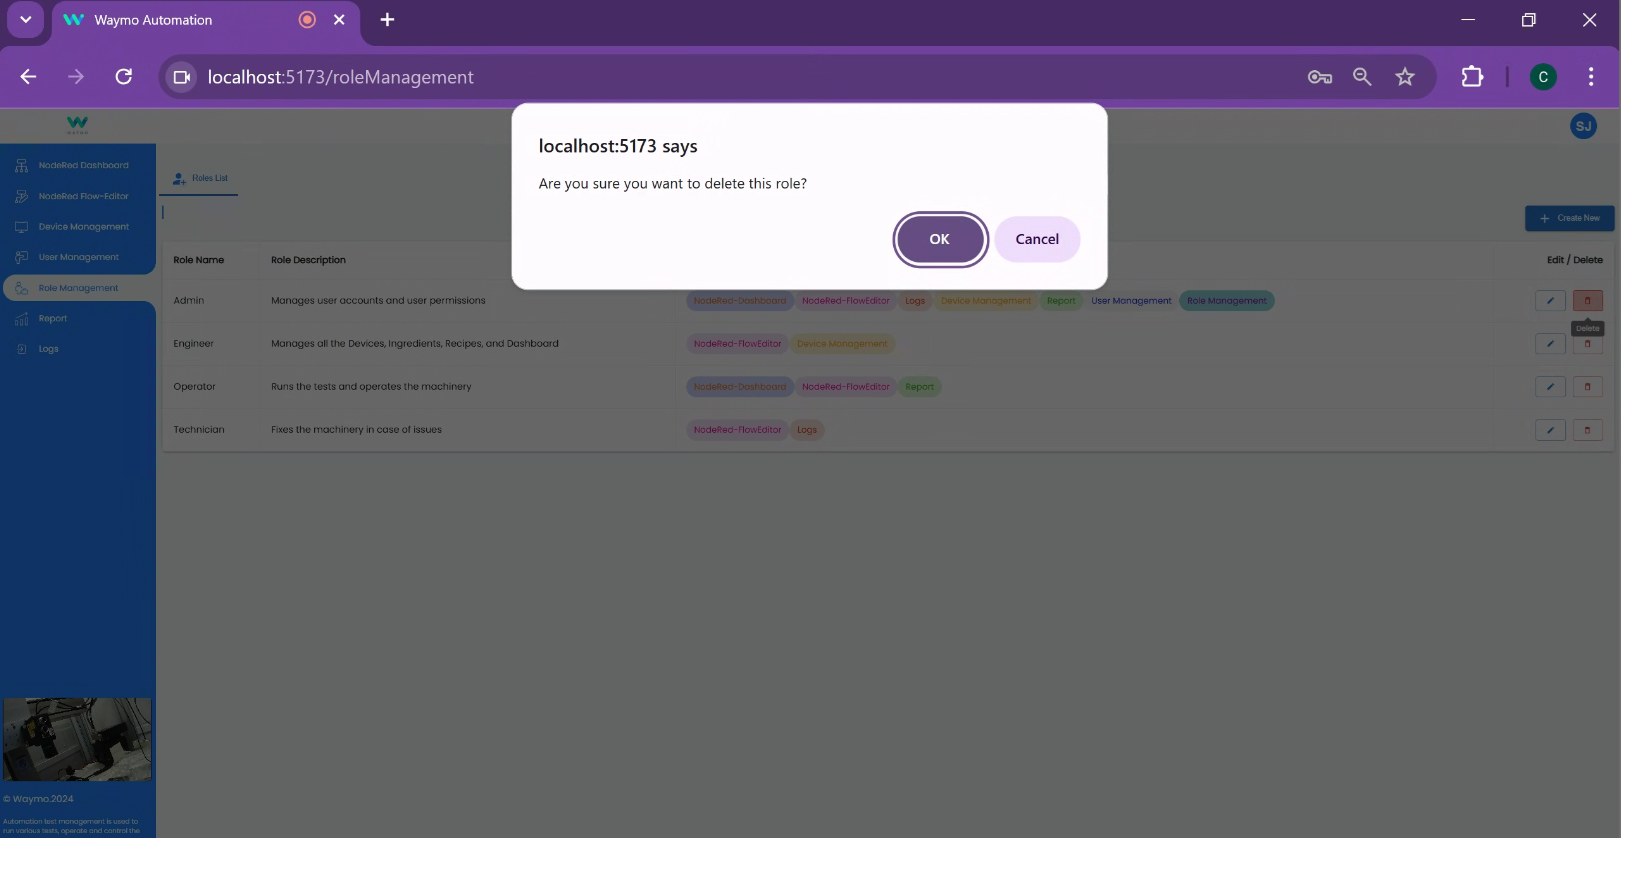 Waymo Automation
localhost:5173/roleManagement
C
localhost:5173 says
Are you sure you want to delete this role?
OK
Cancel
WAYMO
SJ
NodeRed Dashboard
NodeRed Flow-Editor
Device Management
User Management
Role Management
Report
Logs
Roles List
Create New
Role Name Role Description Edit / Delete
Admin Manages user accounts and user permissions NodeRed-Dashboard NodeRed-FlowEditor Logs Device Management Report User Management Role Management
Delete
Engineer Manages all the Devices, Ingredients, Recipes, and Dashboard NodeRed-FlowEditor Device Management
Operator Runs the tests and operates the machinery NodeRed-Dashboard NodeRed-FlowEditor Report
Technician Fixes the machinery in case of issues NodeRed-FlowEditor Logs
© Waymo.2024
Automation test management is used to
run various tests, operate and control the